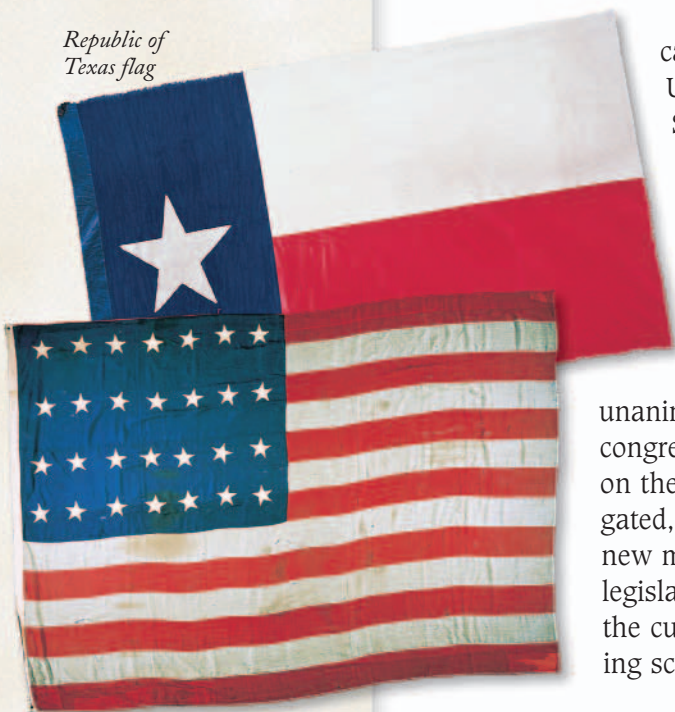 Republic of
Texas flag
ca
U
S
unanin
congre
on the
gated,
new m
legisla
the cu
ing sc